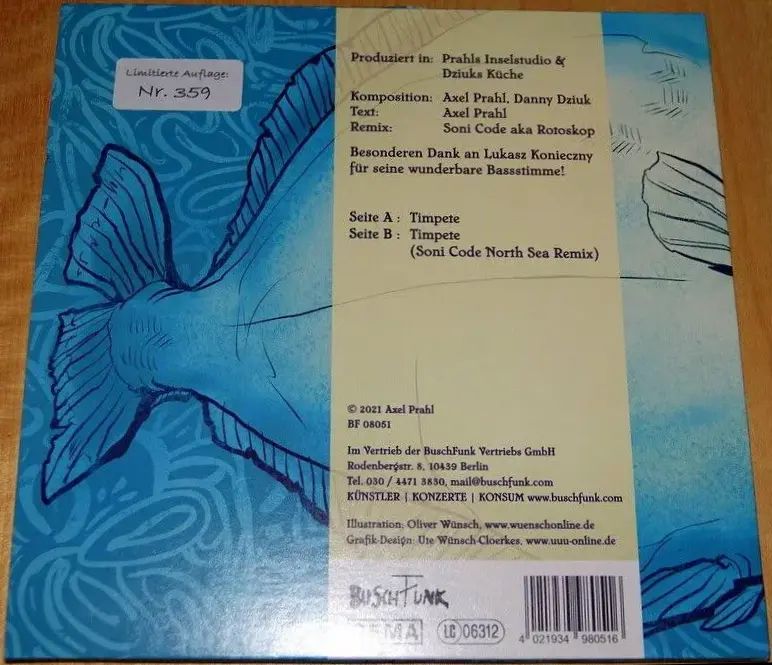 Limitierte Auflage:
Nr. 359
Produziert in: Prahls Inselstudio &
Dziuks Küche
Komposition: Axel Prahl, Danny Dziuk
Text: Axel Prahl
Remix: Soni Code aka Rotoskop
Besonderen Dank an Lukasz Konieczny
für seine wunderbare Bassstimme!
Seite A : Timpete
Seite B : Timpete
(Soni Code North Sea Remix)
© 2021 Axel Prahl
BF 08051
Im Vertrieb der BuschFunk Vertriebs GmbH
Rodenbergstr. 8, 10439 Berlin
Tel. 030 / 4471 3830, mail@buschfunk.com
KÜNSTLER | KONZERTE | KONSUM www.buschfunk.com
Illustration: Oliver Wünsch, www.wuenschonline.de
Grafik-Design: Ute Wünsch-Cloerkes, www.uuu-online.de
BUSCHFUNK
GEMA LC 06312
4 021934 980516